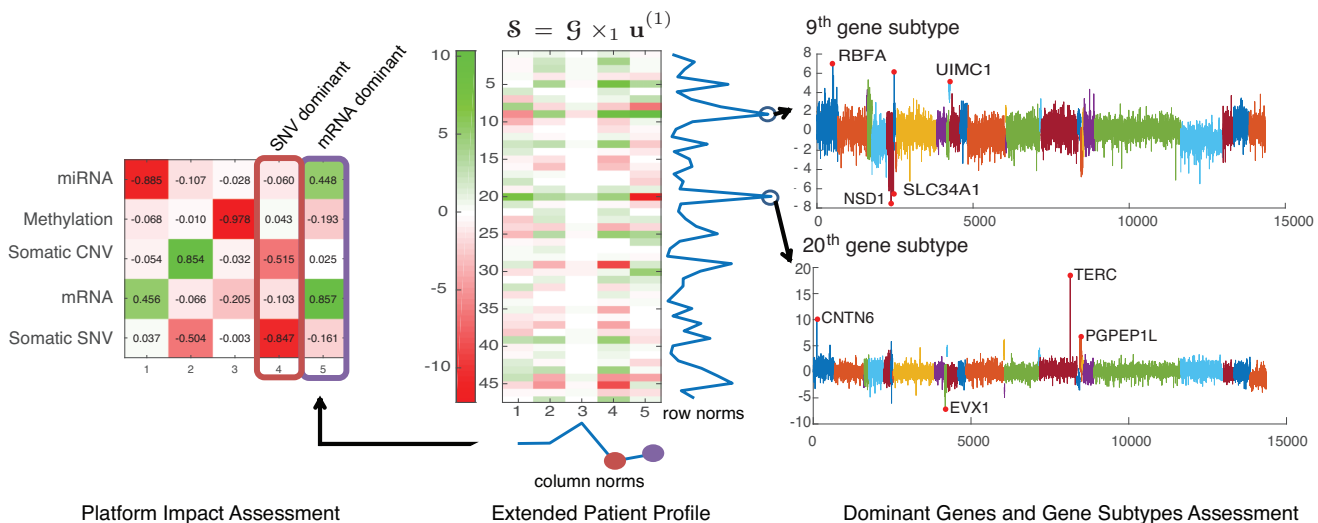 SNV dominant
mRNA dominant
miRNA
Methylation
Somatic CNV
mRNA
Somatic SNV
-0.885 -0.107 -0.028 -0.060 0.448
-0.068 -0.010 -0.978 0.043 -0.193
-0.054 0.854 -0.032 -0.515 0.025
0.456 -0.066 -0.205 -0.103 0.857
0.037 -0.504 -0.003 -0.847 -0.161
1 2 3 4 5
Platform Impact Assessment
𝓢 = 𝓖 ×₁ u⁽¹⁾
10
5
0
-5
-10
5
10
15
20
25
30
35
40
45
1 2 3 4 5
row norms
column norms
Extended Patient Profile
9th gene subtype
8
6
4
2
0
2
4
6
8
RBFA
UIMC1
NSD1
SLC34A1
0 5000 10000 15000
20th gene subtype
20
15
10
5
0
-5
-10
CNTN6
TERC
PGPEP1L
EVX1
0 5000 10000 15000
Dominant Genes and Gene Subtypes Assessment